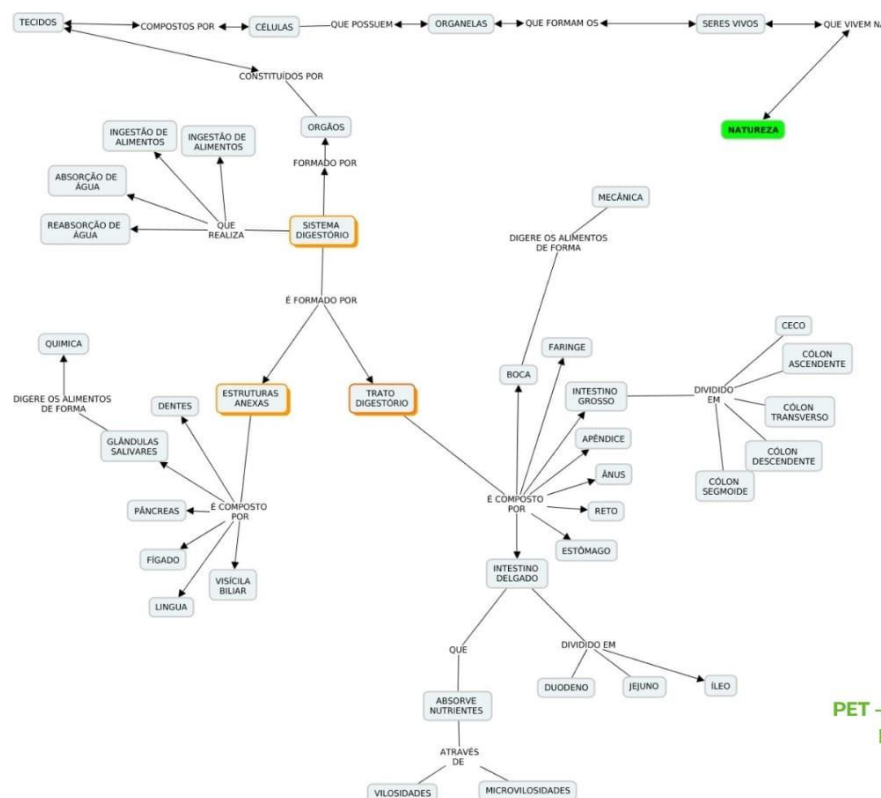 TECIDOS
COMPOSTOS POR
CÉLULAS
QUE POSSUEM
ORGANELAS
QUE FORMAM OS
SERES VIVOS
QUE VIVEM NA
CONSTITUÍDOS POR
NATUREZA
ORGÃOS
INGESTÃO DE
ALIMENTOS
INGESTÃO DE
ALIMENTOS
FORMADO POR
ABSORÇÃO DE
ÁGUA
REABSORÇÃO DE
ÁGUA
QUE
REALIZA
SISTEMA
DIGESTÓRIO
MECÂNICA
DIGERE OS ALIMENTOS
DE FORMA
É FORMADO POR
QUIMICA
DIGERE OS ALIMENTOS
DE FORMA
ESTRUTURAS
ANEXAS
TRATO
DIGESTÓRIO
BOCA
FARINGE
INTESTINO
GROSSO
DIVIDIDO
EM
CECO
CÓLON
ASCENDENTE
CÓLON
TRANSVERSO
CÓLON
DESCENDENTE
CÓLON
SEGMOIDE
DENTES
GLÂNDULAS
SALIVARES
PÂNCREAS
É COMPOSTO
POR
FÍGADO
VISÍCILA
BILIAR
LINGUA
APÊNDICE
ÂNUS
É COMPOSTO
POR
RETO
ESTÔMAGO
INTESTINO
DELGADO
QUE
DIVIDIDO EM
DUODENO
JEJUNO
ÍLEO
ABSORVE
NUTRIENTES
ATRAVÉS
DE
VILOSIDADES
MICROVILOSIDADES
PET -